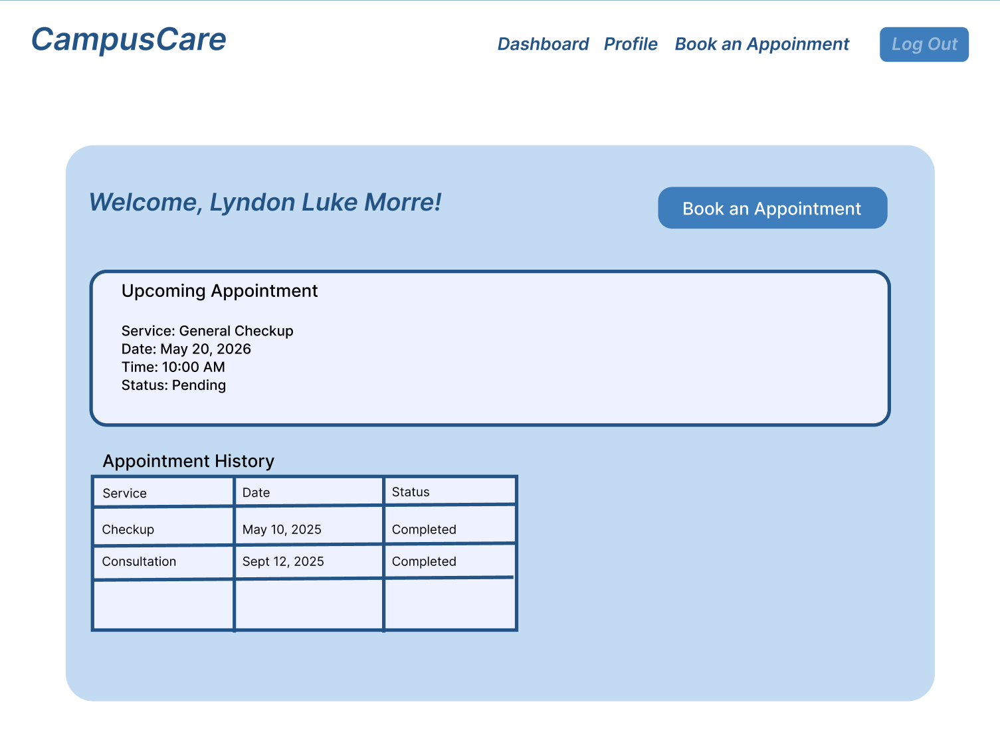 CampusCare
Dashboard Profile Book an Appoinment Log Out
Welcome, Lyndon Luke Morre!
Book an Appointment
Upcoming Appointment
Service: General Checkup
Date: May 20, 2026
Time: 10:00 AM
Status: Pending
Appointment History
Service Date Status
Checkup May 10, 2025 Completed
Consultation Sept 12, 2025 Completed